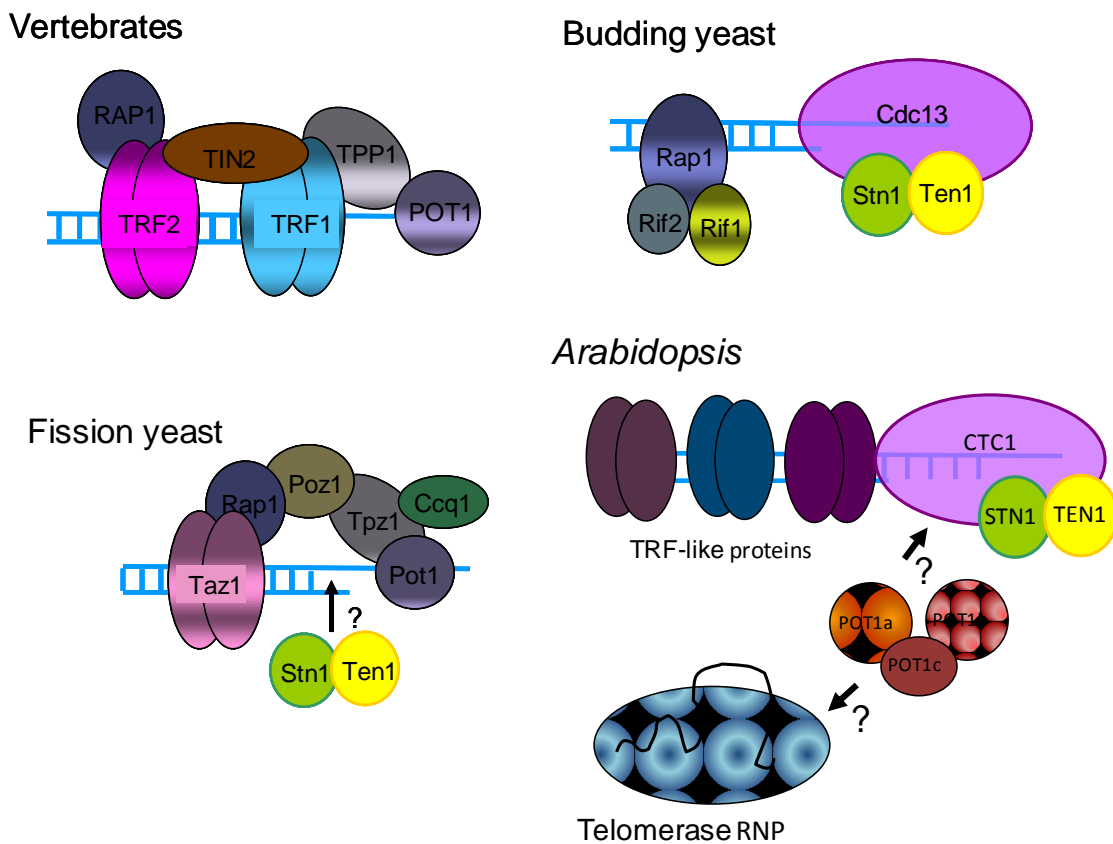 Vertebrates
RAP1
TIN2
TPP1
TRF2
TRF1
POT1
Budding yeast
Cdc13
Rap1
Stn1
Ten1
Rif2
Rif1
Fission yeast
Poz1
Rap1
Tpz1
Ccq1
Taz1
Pot1
?
Stn1
Ten1
Arabidopsis
CTC1
STN1
TEN1
TRF-like proteins
?
POT1a
POT1
POT1c
?
Telomerase RNP